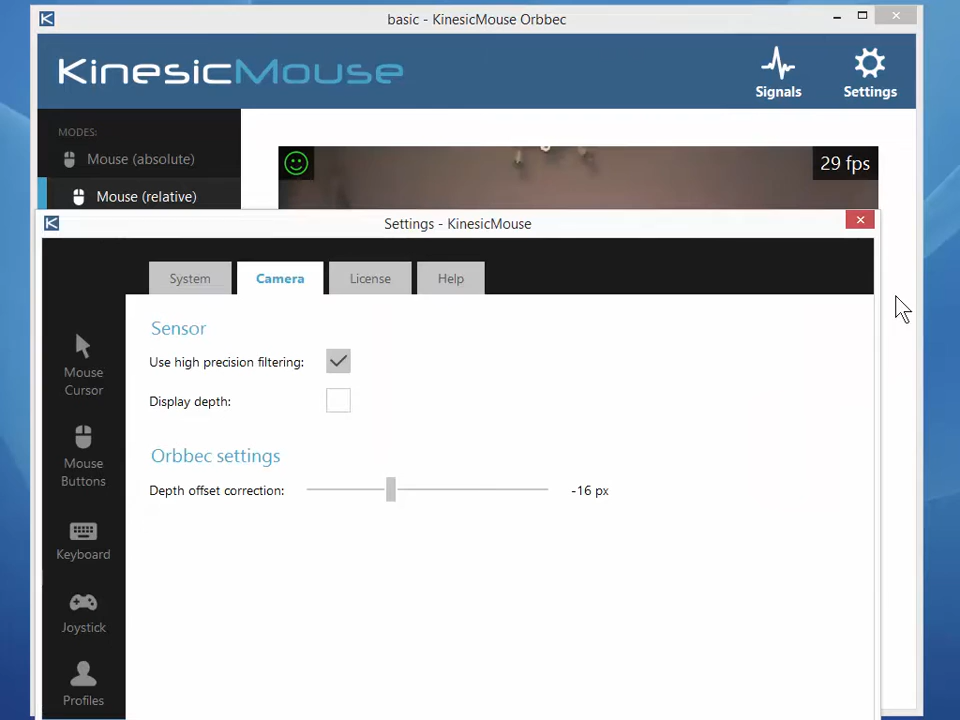 basic - KinesicMouse Orbbec
KinesicMouse
Signals
Settings
MODES:
Mouse (absolute)
Mouse (relative)
29 fps
Settings - KinesicMouse
System
Camera
License
Help
Mouse
Cursor
Mouse
Buttons
Keyboard
Joystick
Profiles
Sensor
Use high precision filtering:
Display depth:
Orbbec settings
Depth offset correction:
-16 px